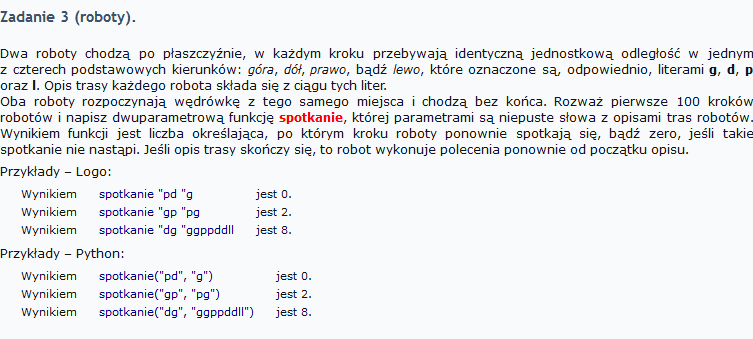 Zadanie 3 (roboty).
Dwa roboty chodzą po płaszczyźnie, w każdym kroku przebywają identyczną jednostkową odległość w jednym
z czterech podstawowych kierunków: góra, dół, prawo, bądź lewo, które oznaczone są, odpowiednio, literami g, d, p
oraz l. Opis trasy każdego robota składa się z ciągu tych liter.
Oba roboty rozpoczynają wędrówkę z tego samego miejsca i chodzą bez końca. Rozważ pierwsze 100 kroków
robotów i napisz dwuparametrową funkcję spotkanie, której parametrami są niepuste słowa z opisami tras robotów.
Wynikiem funkcji jest liczba określająca, po którym kroku roboty ponownie spotkają się, bądź zero, jeśli takie
spotkanie nie nastąpi. Jeśli opis trasy skończy się, to robot wykonuje polecenia ponownie od początku opisu.
Przykłady – Logo:
Wynikiem spotkanie "pd "g jest 0.
Wynikiem spotkanie "gp "pg jest 2.
Wynikiem spotkanie "dg "ggppddll jest 8.
Przykłady – Python:
Wynikiem spotkanie("pd", "g") jest 0.
Wynikiem spotkanie("gp", "pg") jest 2.
Wynikiem spotkanie("dg", "ggppddll") jest 8.